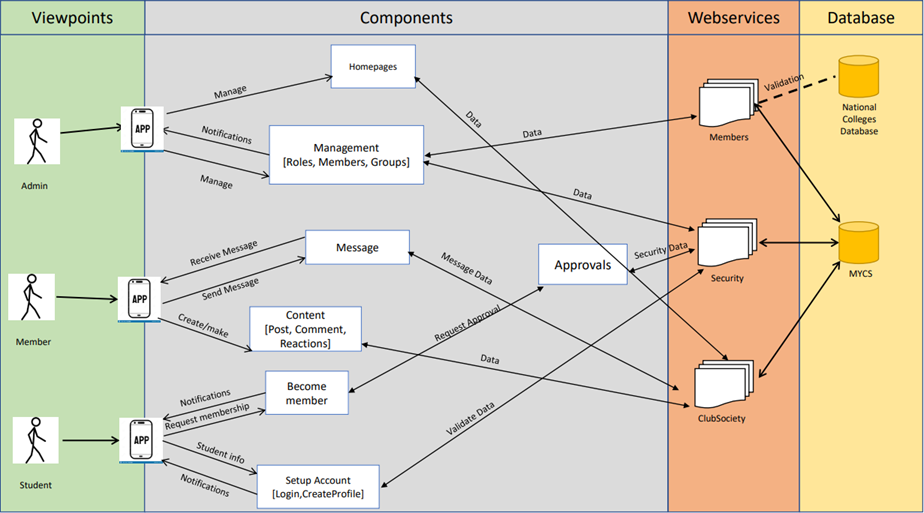 Viewpoints
Components
Webservices
Database
Homepages
Manage
APP
Notifications
Management
[Roles, Members, Groups]
Manage
Admin
Data
Data
Data
Members
Validation
National
Colleges
Database
Receive Message
Message
Send Message
Message Data
Approvals
Security Data
Security
MYCS
APP
Member
Create/make
Content
[Post, Comment,
Reactions]
Request Approval
Data
ClubSociety
Notifications
Become
member
Request membership
APP
Student info
Validate Data
Student
Notifications
Setup Account
[Login,CreateProfile]